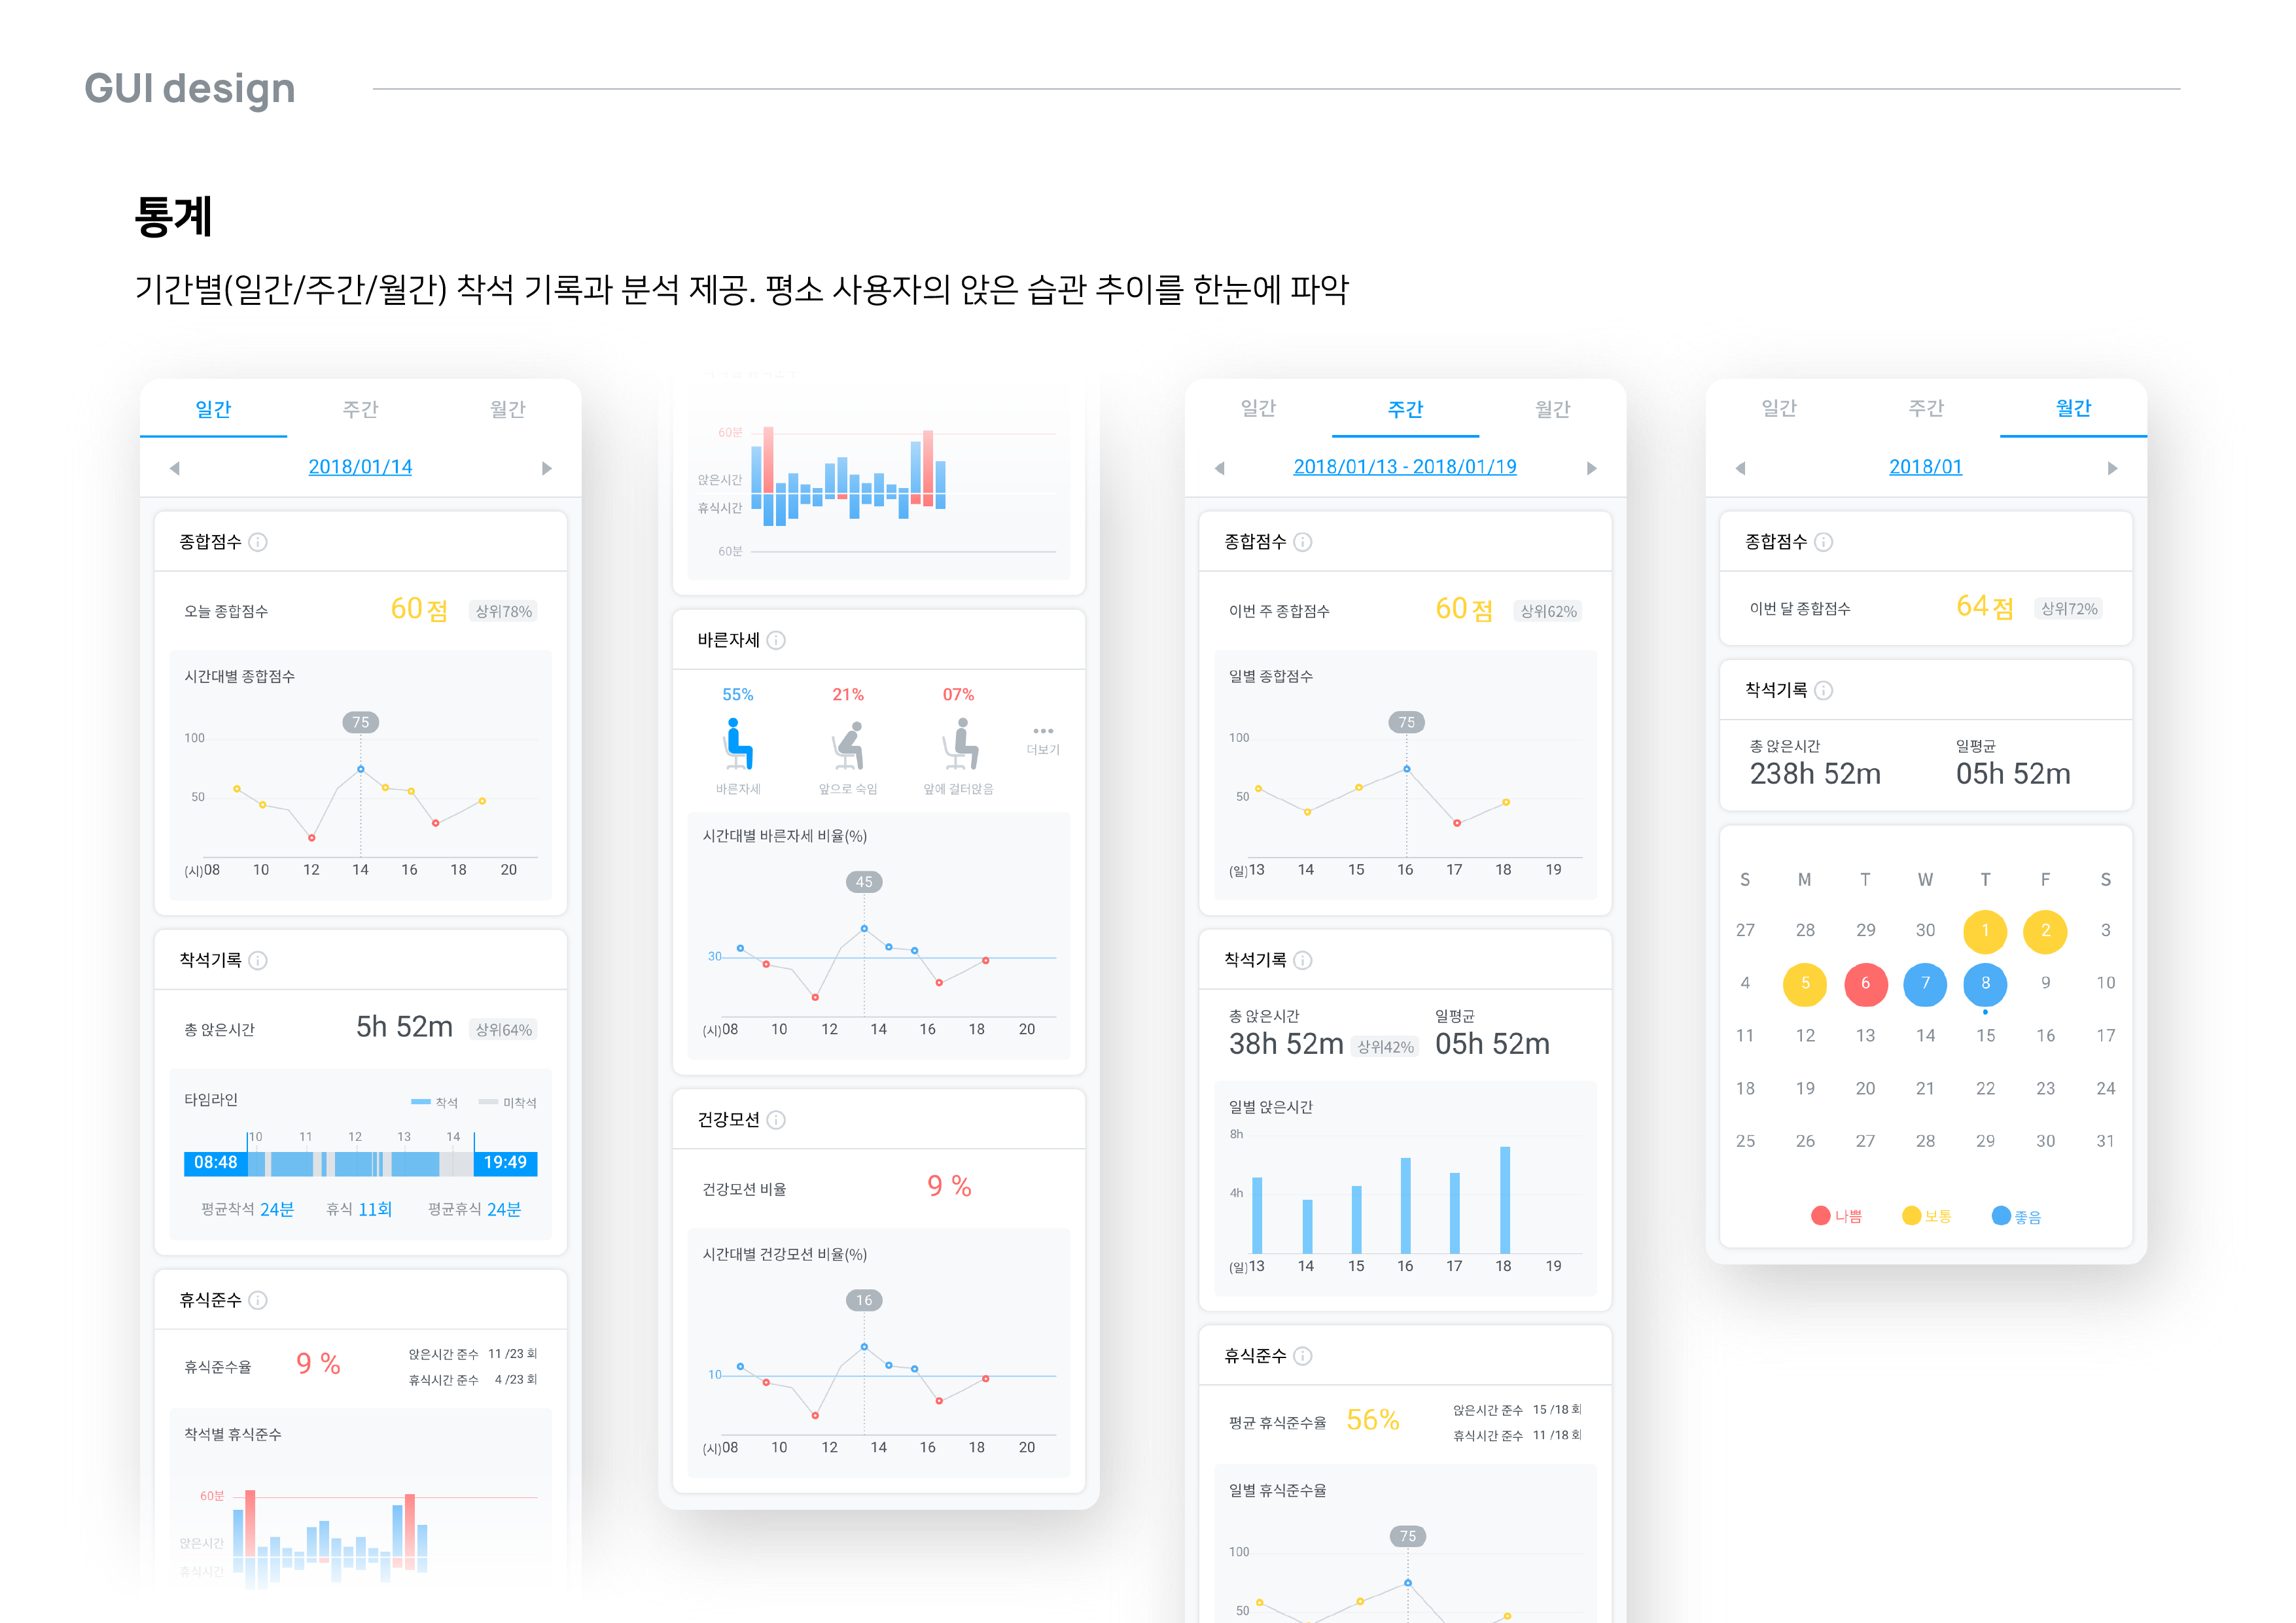 GUI design
통계
기간별(일간/주간/월간) 착석 기록과 분석 제공. 평소 사용자의 앉은 습관 추이를 한눈에 파악
일간 주간 월간
2018/01/14
종합점수
오늘 종합점수 60점 상위78%
시간대별 종합점수
75
100
50
(시)08 10 12 14 16 18 20
착석기록
총 앉은시간 5h 52m 상위64%
타임라인 착석 미착석
10 11 12 13 14
08:48 19:49
평균착석 24분 휴식 11회 평균휴식 24분
휴식준수
휴식준수율 9 % 앉은시간 준수 11 /23 회
휴식시간 준수 4 /23 회
착석별 휴식준수
60분
앉은시간
휴식시간
60분
앉은시간
휴식시간
60분
바른자세
55% 21% 07%
더보기
바른자세 앞으로 숙임 앞에 걸터앉음
시간대별 바른자세 비율(%)
45
30
(시)08 10 12 14 16 18 20
건강모션
건강모션 비율 9 %
시간대별 건강모션 비율(%)
16
10
(시)08 10 12 14 16 18 20
일간 주간 월간
2018/01/13 - 2018/01/19
종합점수
이번 주 종합점수 60점 상위62%
일별 종합점수
75
100
50
(일)13 14 15 16 17 18 19
착석기록
총 앉은시간 일평균
38h 52m 상위42% 05h 52m
일별 앉은시간
8h
4h
(일)13 14 15 16 17 18 19
휴식준수
평균 휴식준수율 56% 앉은시간 준수 15 /18 회
휴식시간 준수 11 /18 회
일별 휴식준수율
75
100
50
일간 주간 월간
2018/01
종합점수
이번 달 종합점수 64점 상위72%
착석기록
총 앉은시간 일평균
238h 52m 05h 52m
S M T W T F S
27 28 29 30 1 2 3
4 5 6 7 8 9 10
11 12 13 14 15 16 17
18 19 20 21 22 23 24
25 26 27 28 29 30 31
나쁨 보통 좋음